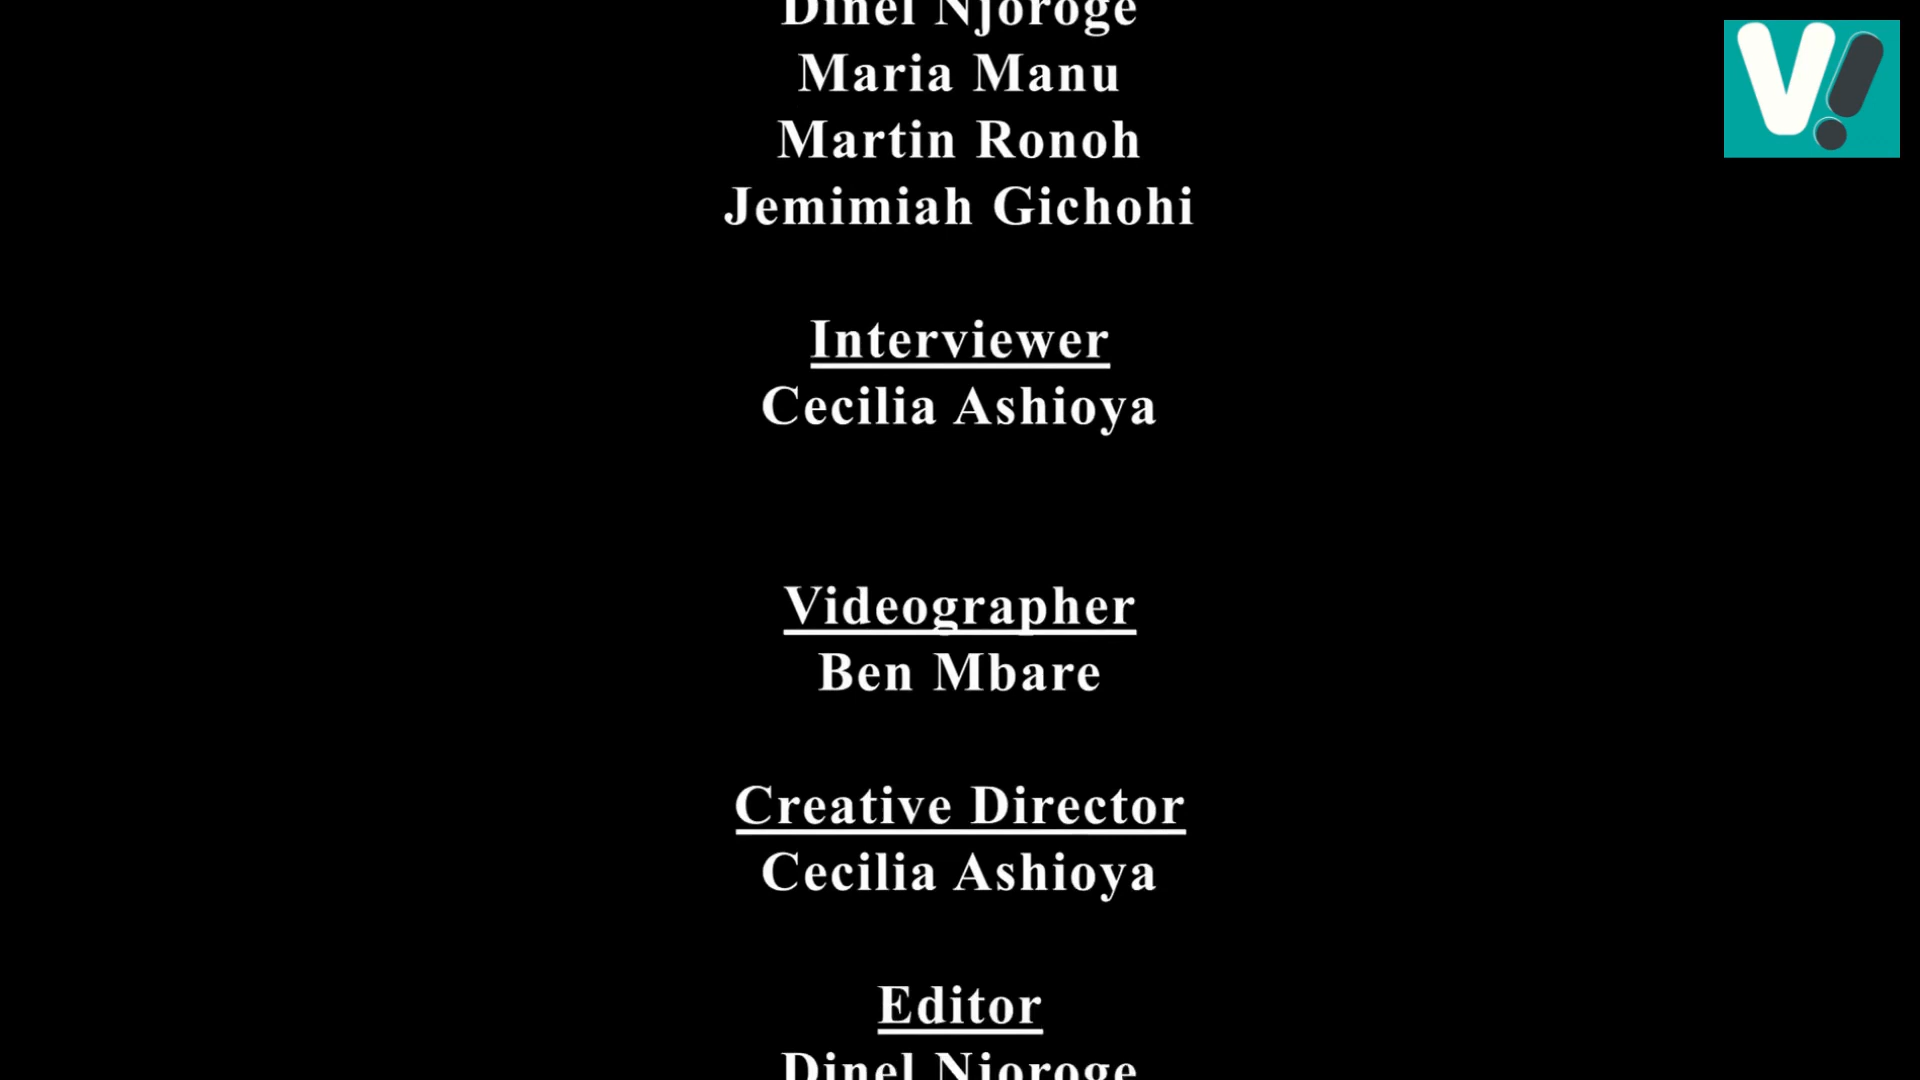 Dinel Njoroge
Maria Manu
Martin Ronoh
Jemimiah Gichohi
Interviewer
Cecilia Ashioya
Videographer
Ben Mbare
Creative Director
Cecilia Ashioya
Editor
Dinel Njoroge
V!